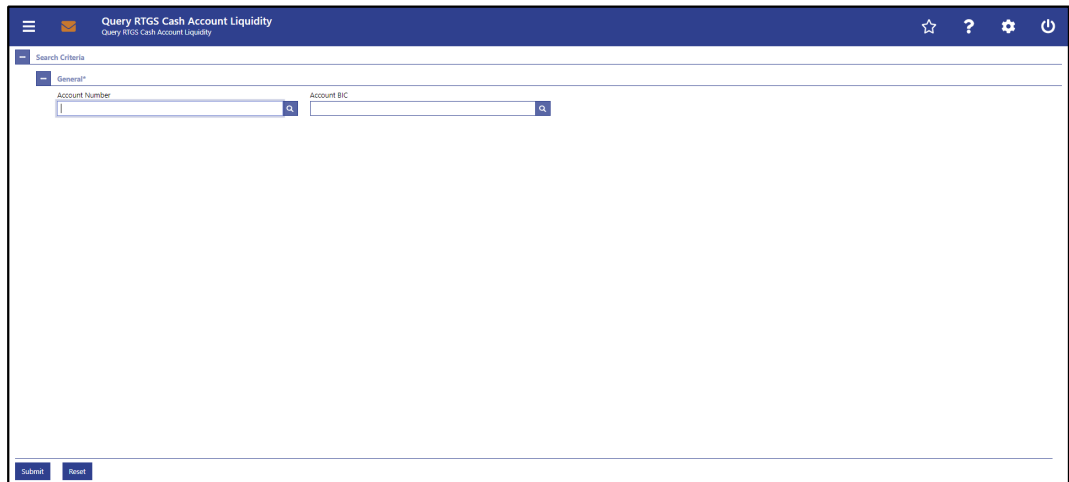 Query RTGS Cash Account Liquidity
Query RTGS Cash Account Liquidity
Search Criteria
General*
Account Number Account BIC
Submit Reset